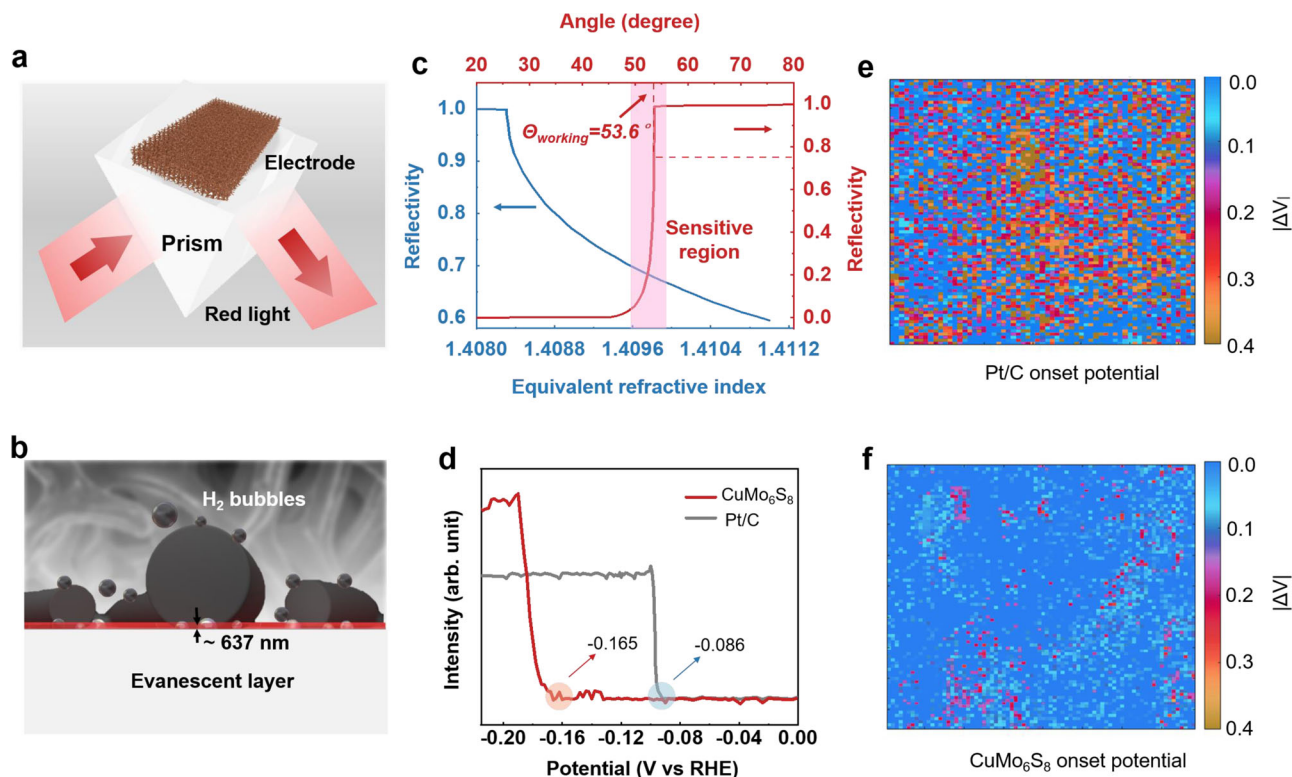 a
Electrode
Prism
Red light
b
H₂ bubbles
~ 637 nm
Evanescent layer
c
Angle (degree)
20 30 40 50 60 70 80
Reflectivity
1.0
0.9
0.8
0.7
0.6
Θworking=53.6 °
Sensitive
region
1.0
0.8
0.6
0.4
0.2
0.0
Reflectivity
1.4080 1.4088 1.4096 1.4104 1.4112
Equivalent refractive index
d
Intensity (arb. unit)
CuMo₆S₈
Pt/C
-0.165
-0.086
-0.20 -0.16 -0.12 -0.08 -0.04 0.00
Potential (V vs RHE)
e
0.0
0.1
0.2
0.3
0.4
|ΔV|
Pt/C onset potential
f
0.0
0.1
0.2
0.3
0.4
|ΔV|
CuMo₆S₈ onset potential